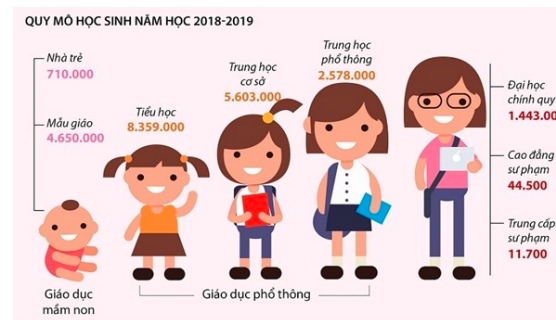 QUY MÔ HỌC SINH NĂM HỌC 2018-2019
Nhà trẻ
710.000
Mẫu giáo
4.650.000
Giáo dục
mầm non
Tiểu học
8.359.000
Trung học
cơ sở
5.603.000
Trung học
phổ thông
2.578.000
Giáo dục phổ thông
Đại học
chính quy
1.443.00
Cao đẳng
sư phạm
44.500
Trung cấp
sư phạm
11.700